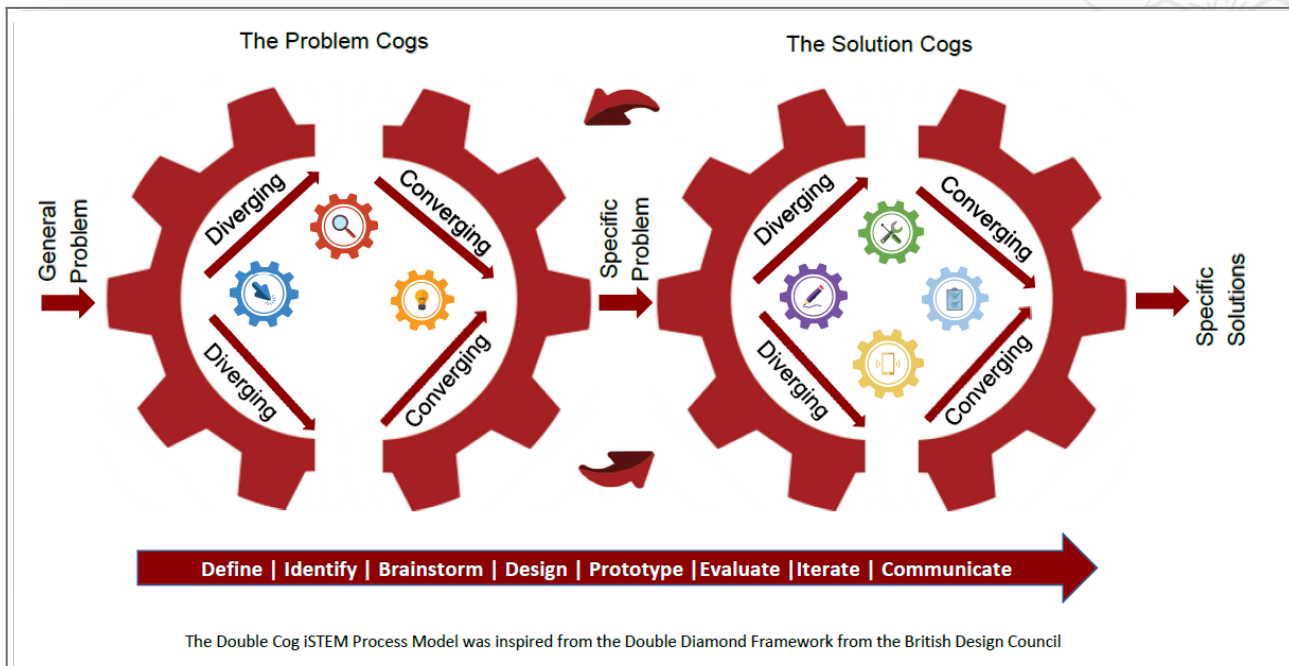 The Problem Cogs
The Solution Cogs
General
Problem
Diverging
Converging
Diverging
Converging
Specific
Problem
Diverging
Converging
Diverging
Converging
Specific
Solutions
Define | Identify | Brainstorm | Design | Prototype |Evaluate |Iterate | Communicate
The Double Cog iSTEM Process Model was inspired from the Double Diamond Framework from the British Design Council